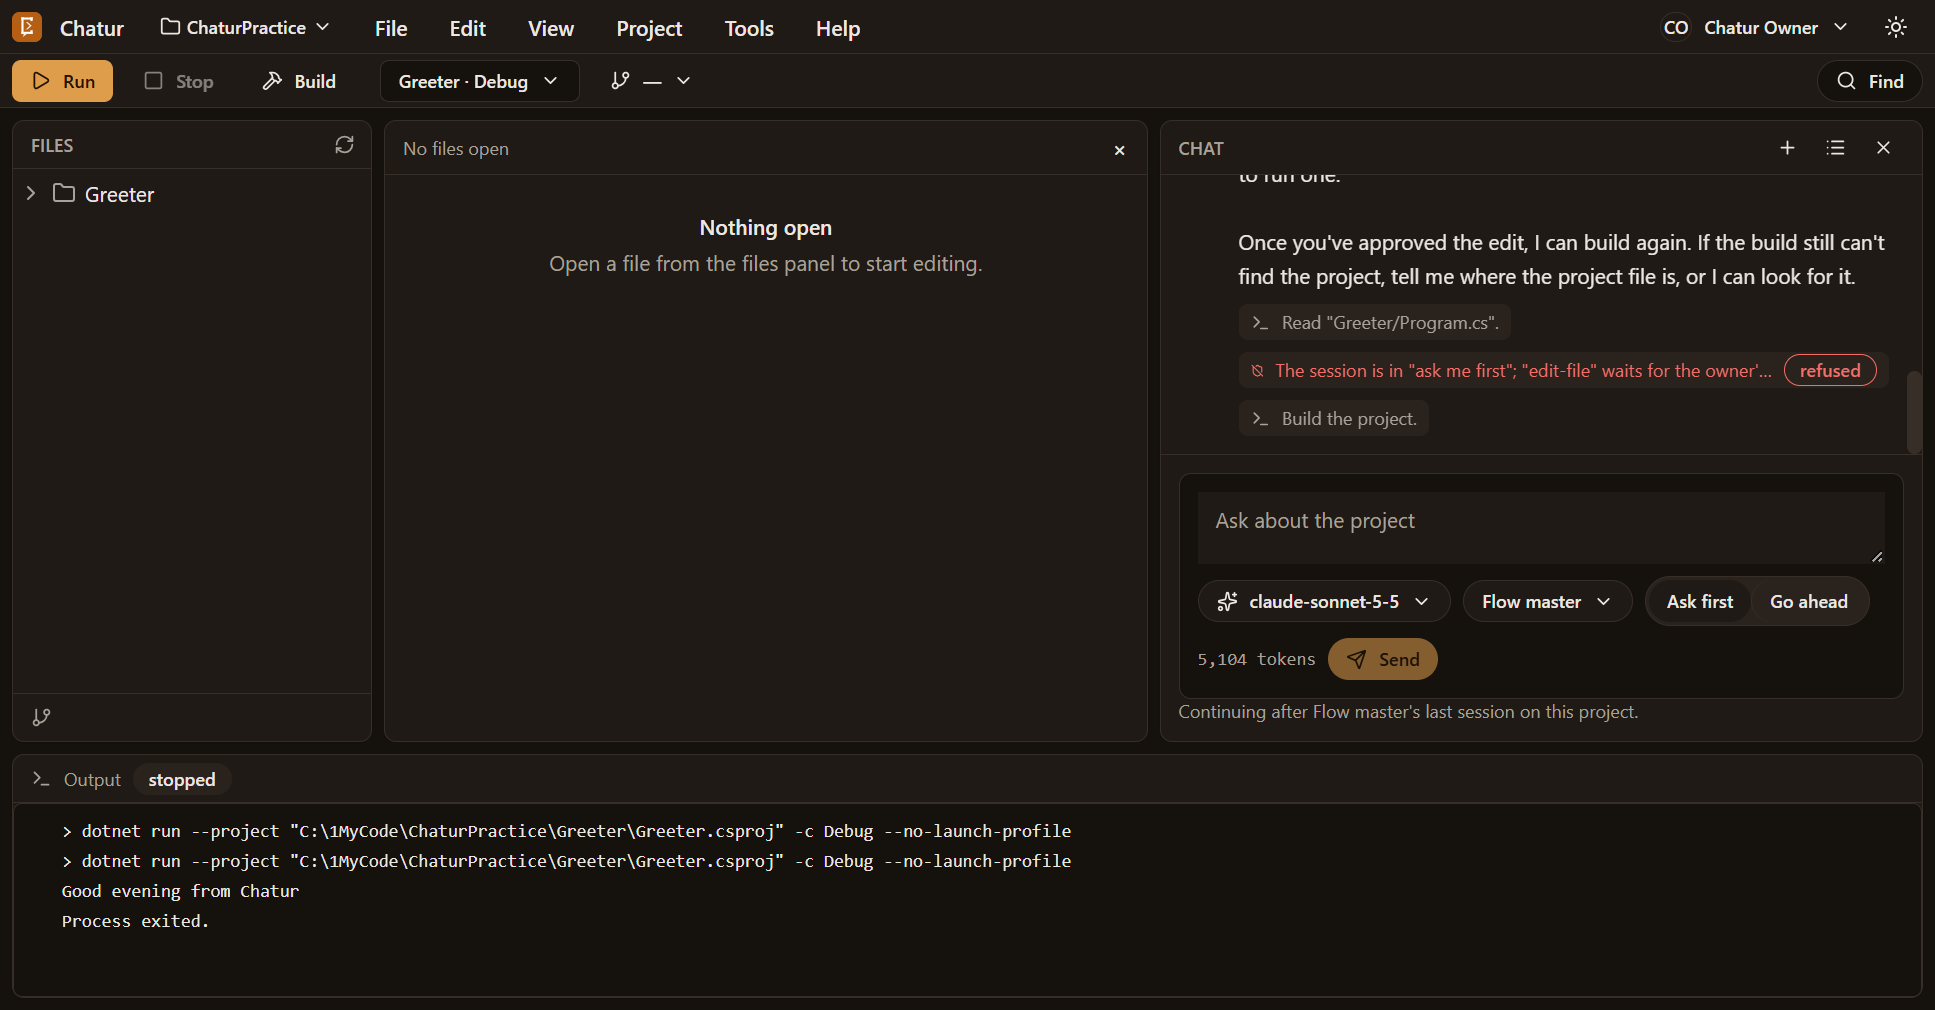 Chatur
ChaturPractice
File
Edit
View
Project
Tools
Help
CO
Chatur Owner
Run
Stop
Build
Greeter · Debug
—
Find
FILES
Greeter
No files open
Nothing open
Open a file from the files panel to start editing.
CHAT
to run one.
Once you've approved the edit, I can build again. If the build still can't
find the project, tell me where the project file is, or I can look for it.
Read "Greeter/Program.cs".
The session is in "ask me first"; "edit-file" waits for the owner'...
refused
Build the project.
Ask about the project
claude-sonnet-5-5
Flow master
Ask first
Go ahead
5,104 tokens
Send
Continuing after Flow master's last session on this project.
Output
stopped
> dotnet run --project "C:\1MyCode\ChaturPractice\Greeter\Greeter.csproj" -c Debug --no-launch-profile
> dotnet run --project "C:\1MyCode\ChaturPractice\Greeter\Greeter.csproj" -c Debug --no-launch-profile
Good evening from Chatur
Process exited.